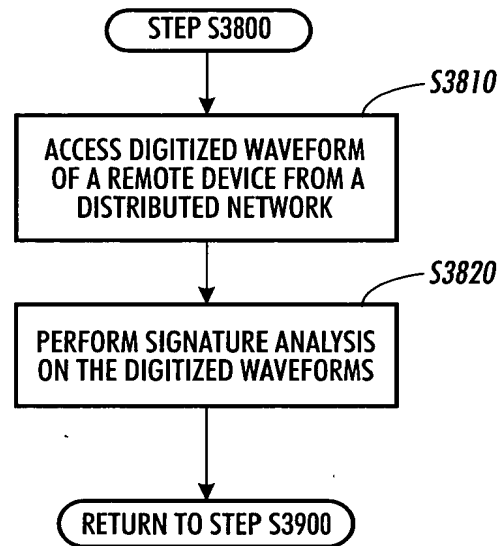 STEP S3800
S3810
ACCESS DIGITIZED WAVEFORM
OF A REMOTE DEVICE FROM A
DISTRIBUTED NETWORK
S3820
PERFORM SIGNATURE ANALYSIS
ON THE DIGITIZED WAVEFORMS
RETURN TO STEP S3900